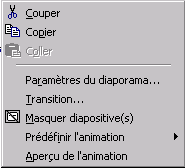 Couper
Copier
Coller
Paramètres du diaporama...
Transition...
Masquer diapositive(s)
Prédéfinir l'animation
Aperçu de l'animation